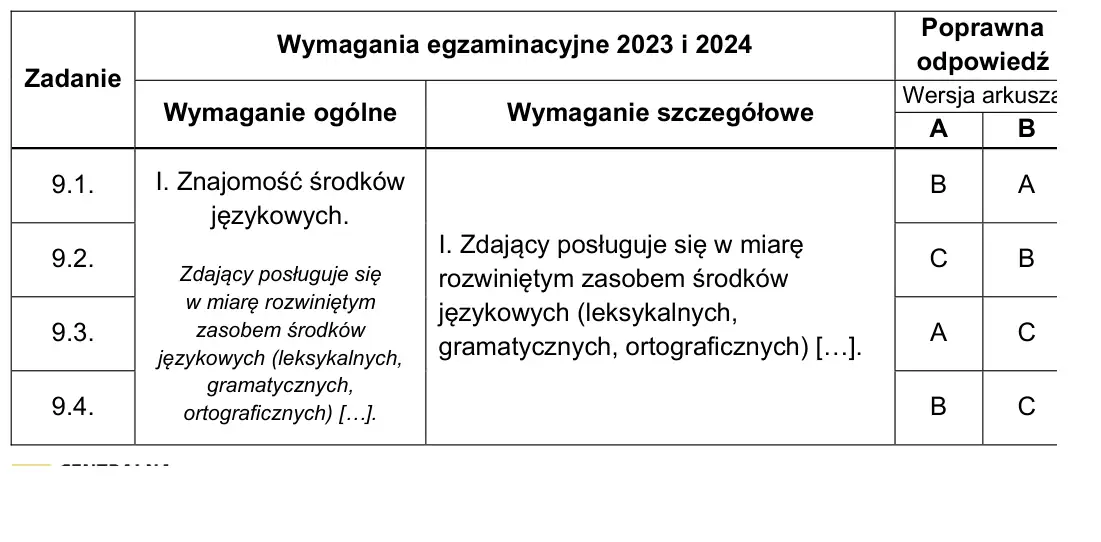 Zadanie
Wymagania egzaminacyjne 2023 i 2024
Poprawna
odpowiedź
Wymaganie ogólne
Wymaganie szczegółowe
Wersja arkusza
A B
9.1.
I. Znajomość środków
językowych.
Zdający posługuje się
w miarę rozwiniętym
zasobem środków
językowych (leksykalnych,
gramatycznych,
ortograficznych) […].
I. Zdający posługuje się w miarę
rozwiniętym zasobem środków
językowych (leksykalnych,
gramatycznych, ortograficznych) […].
B A
9.2.
C B
9.3.
A C
9.4.
B C